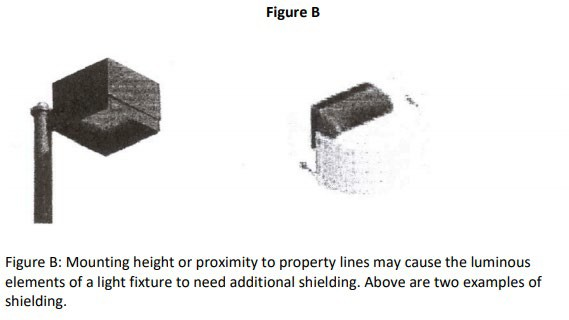 Figure B
Figure B: Mounting height or proximity to property lines may cause the luminous
elements of a light fixture to need additional shielding. Above are two examples of
shielding.